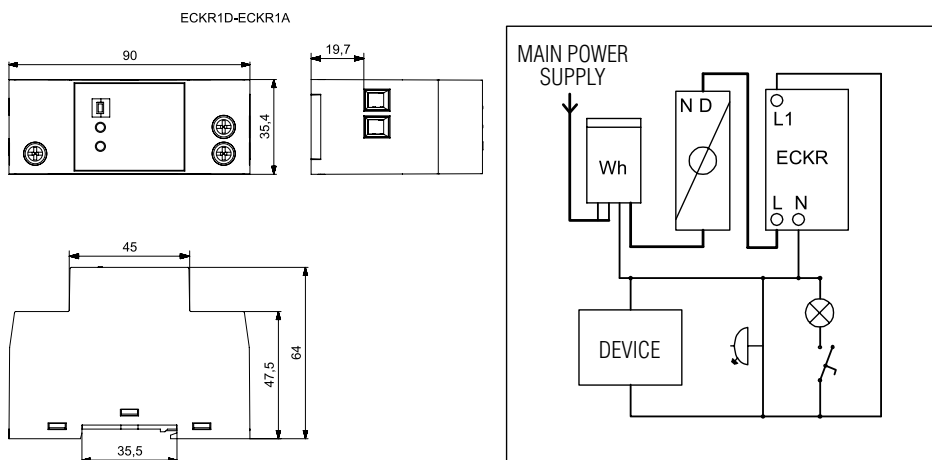 ECKR1D-ECKR1A
90
35,4
19,7
45
47,5
64
35,5
MAIN POWER
SUPPLY
Wh
N D
L1
ECKR
L N
DEVICE